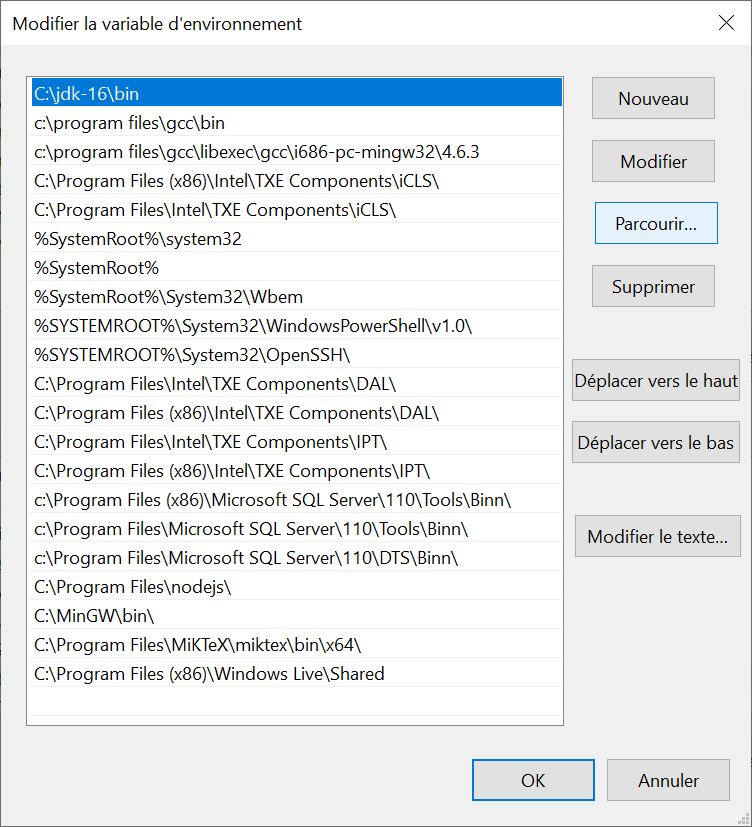 Modifier la variable d'environnement
C:\jdk-16\bin
c:\program files\gcc\bin
c:\program files\gcc\libexec\gcc\i686-pc-mingw32\4.6.3
C:\Program Files (x86)\Intel\TXE Components\iCLS\
C:\Program Files\Intel\TXE Components\iCLS\
%SystemRoot%\system32
%SystemRoot%
%SystemRoot%\System32\Wbem
%SYSTEMROOT%\System32\WindowsPowerShell\v1.0\
%SYSTEMROOT%\System32\OpenSSH\
C:\Program Files\Intel\TXE Components\DAL\
C:\Program Files (x86)\Intel\TXE Components\DAL\
C:\Program Files\Intel\TXE Components\IPT\
C:\Program Files (x86)\Intel\TXE Components\IPT\
c:\Program Files (x86)\Microsoft SQL Server\110\Tools\Binn\
c:\Program Files\Microsoft SQL Server\110\Tools\Binn\
c:\Program Files\Microsoft SQL Server\110\DTS\Binn\
C:\Program Files\nodejs\
C:\MinGW\bin\
C:\Program Files\MiKTeX\miktex\bin\x64\
C:\Program Files (x86)\Windows Live\Shared
Nouveau
Modifier
Parcourir...
Supprimer
Déplacer vers le haut
Déplacer vers le bas
Modifier le texte...
OK
Annuler